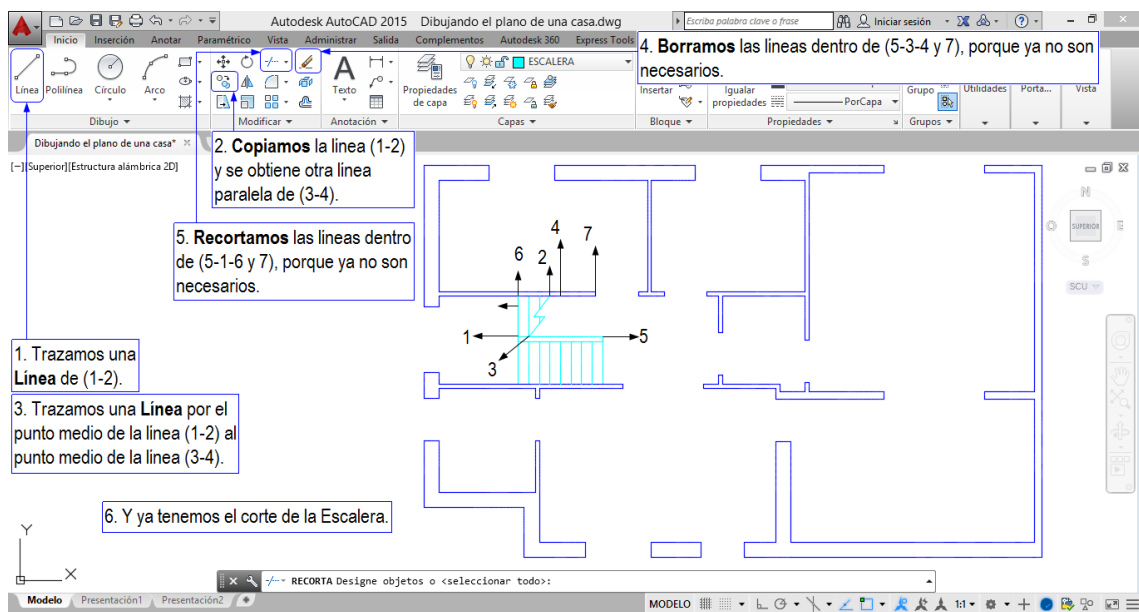 Autodesk AutoCAD 2015 Dibujando el plano de una casa.dwg
Escriba palabra clave o frase
Iniciar sesión
Inicio Inserción Anotar Paramétrico Vista Administrar Salida Complementos Autodesk 360 Express Tools
4. Borramos las lineas dentro de (5-3-4 y 7), porque ya no son
necesarios.
ESCALERA
Línea Polilínea Círculo Arco
Texto
Propiedades
de capa
Insertar
Igualar
propiedades
PorCapa
Grupo
Utilidades
Porta...
Vista
Dibujo Modificar Anotación Capas Bloque Propiedades Grupos
Dibujando el plano de una casa*
[−][Superior][Estructura alámbrica 2D]
2. Copiamos la linea (1-2)
y se obtiene otra linea
paralela de (3-4).
5. Recortamos las lineas dentro
de (5-1-6 y 7), porque ya no son
necesarios.
N
O SUPERIOR E
S
SCU
4
7
6
2
1
5
3
1. Trazamos una
Línea de (1-2).
3. Trazamos una Línea por el
punto medio de la linea (1-2) al
punto medio de la linea (3-4).
6. Y ya tenemos el corte de la Escalera.
Y
X
RECORTA Designe objetos o <seleccionar todo>:
Modelo Presentación1 Presentación2
MODELO
1:1